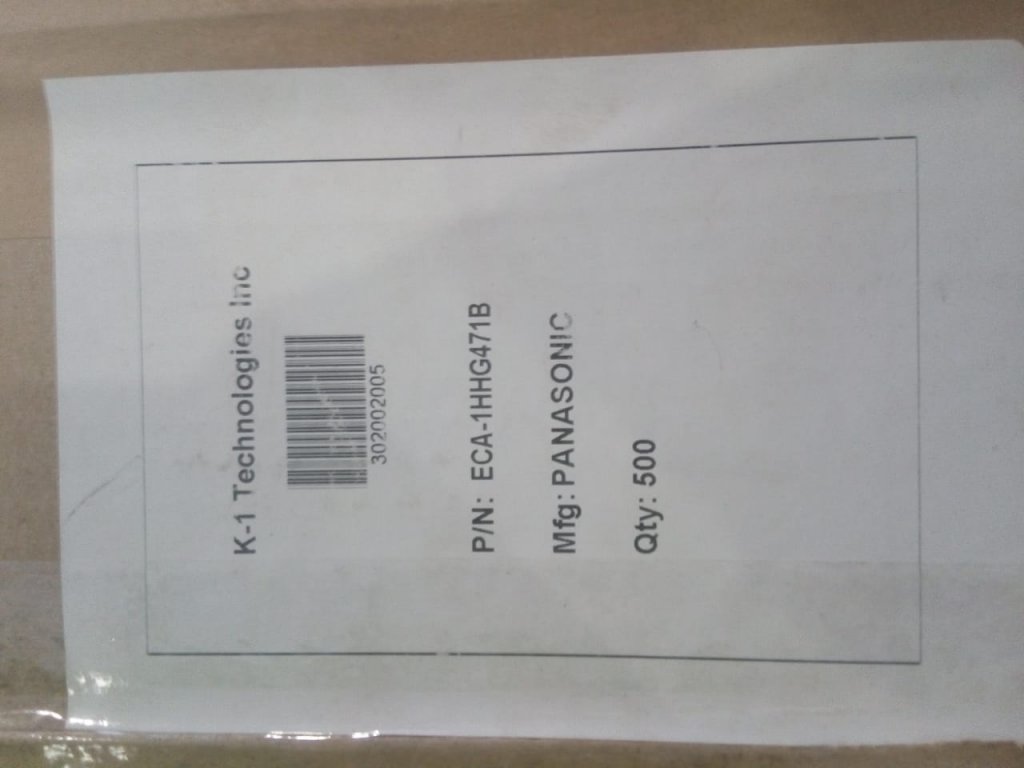 K-1 Technologies Inc
302002005
P/N: ECA-1HHG471B
Mfg: PANASONIC
Qty: 500